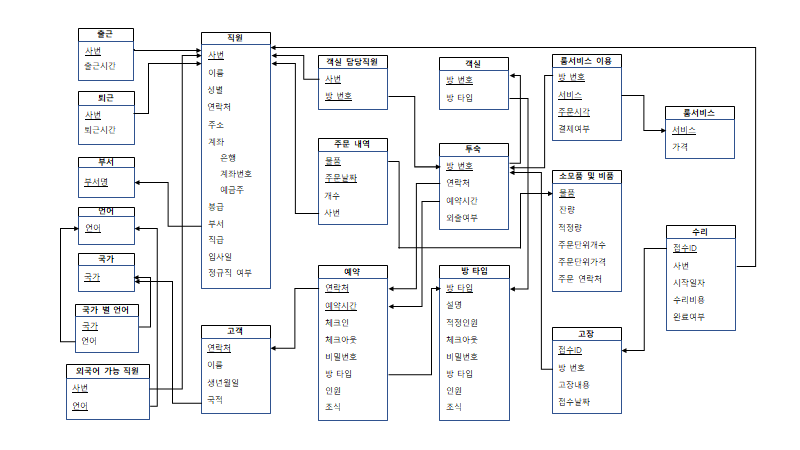 출근
사번
출근시간
퇴근
사번
퇴근시간
부서
부서명
언어
언어
국가
국가
국가 별 언어
국가
언어
외국어 가능 직원
사번
언어
직원
사번
이름
성별
연락처
주소
계좌
은행
계좌번호
예금주
봉급
부서
직급
입사일
정규직 여부
고객
연락처
이름
생년월일
국적
객실 담당직원
사번
방 번호
주문 내역
물품
주문날짜
개수
사번
예약
연락처
예약시간
체크인
체크아웃
비밀번호
방 타입
인원
조식
객실
방 번호
방 타입
투숙
방 번호
연락처
예약시간
외출여부
방 타입
방 타입
설명
적정인원
체크아웃
비밀번호
방 타입
인원
조식
룸서비스 이용
방 번호
서비스
주문시각
결제여부
소모품 및 비품
물품
잔량
적정량
주문단위개수
주문단위가격
주문 연락처
고장
접수ID
방 번호
고장내용
접수날짜
룸서비스
서비스
가격
수리
접수ID
사번
시작일자
수리비용
완료여부